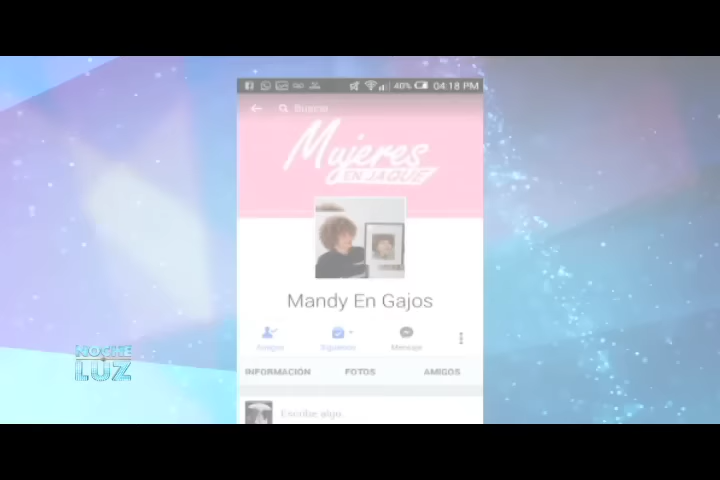 40% 04:18 PM
Busca
Mujeres
EN JAQUE
Mandy En Gajos
Amigos Siguiendo Mensaje
INFORMACIÓN FOTOS AMIGOS
Escribe algo
NOCHE
LUZ